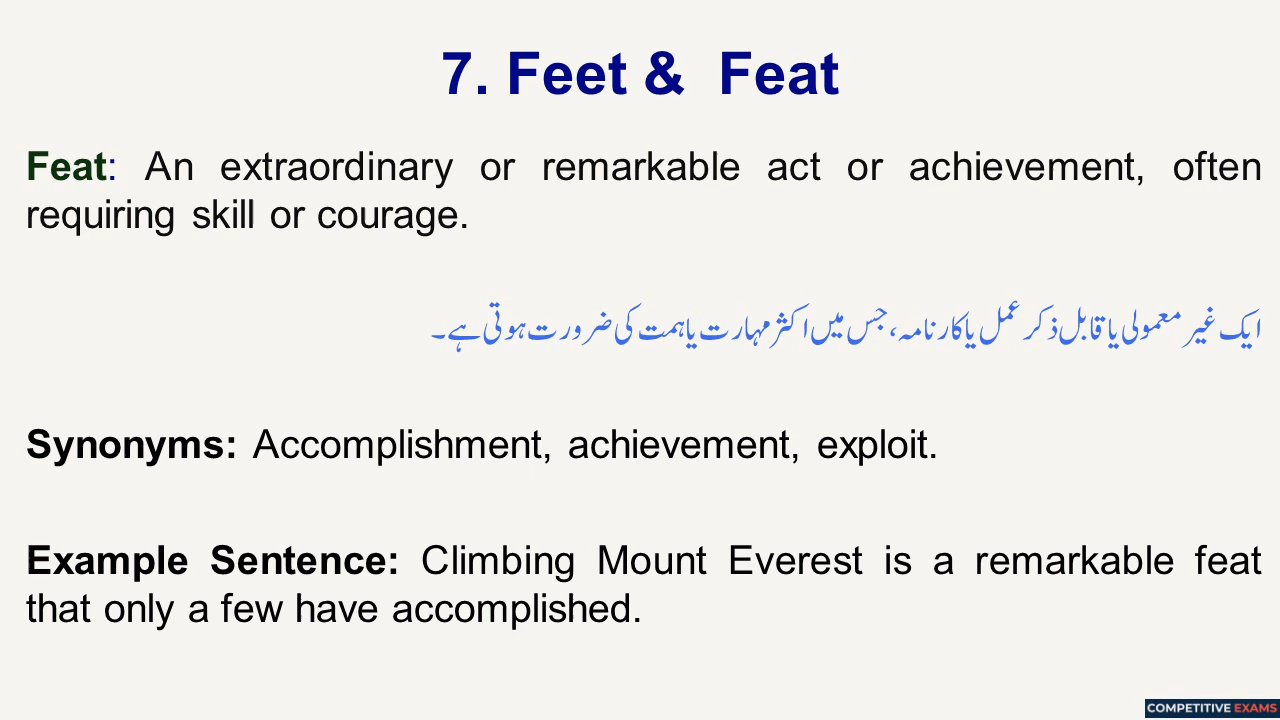 7. Feet & Feat
Feat: An extraordinary or remarkable act or achievement, often
requiring skill or courage.
ایک غیر معمولی یا قابل ذکر عمل یا کارنامہ، جس میں اکثر مہارت یا ہمت کی ضرورت ہوتی ہے۔
Synonyms: Accomplishment, achievement, exploit.
Example Sentence: Climbing Mount Everest is a remarkable feat
that only a few have accomplished.
COMPETITIVE EXAMS